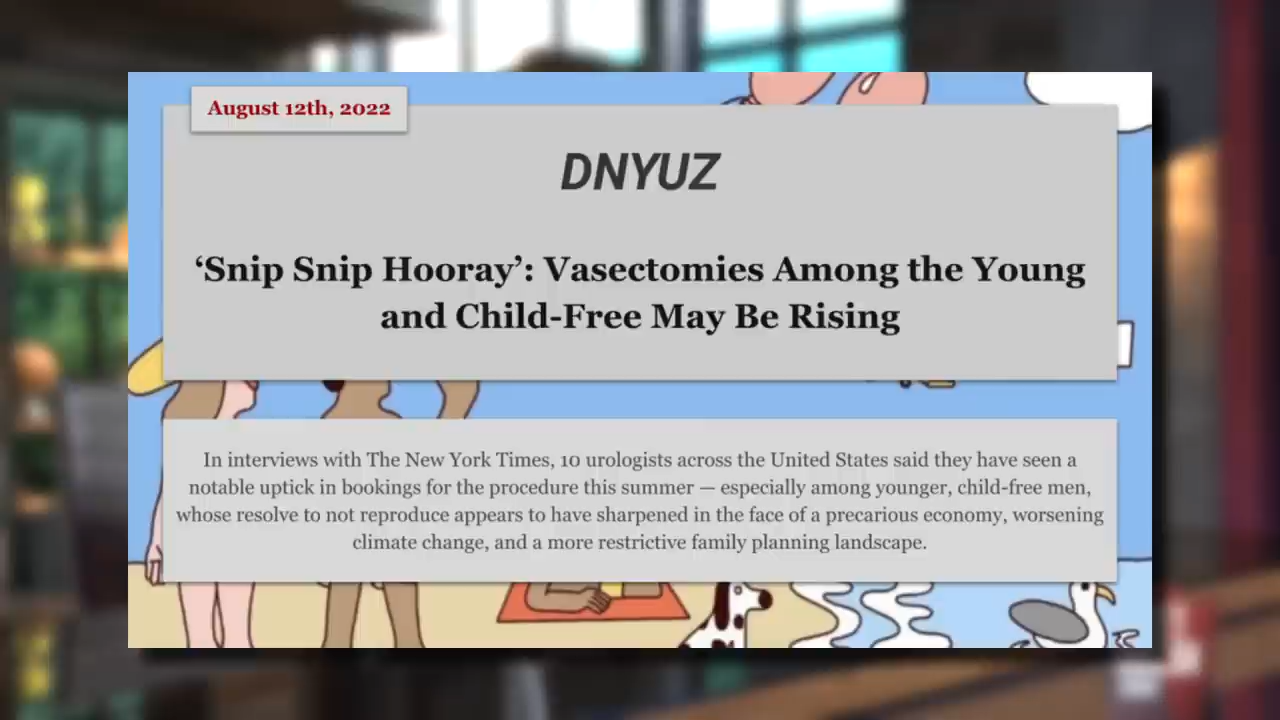 August 12th, 2022
DNYUZ
‘Snip Snip Hooray’: Vasectomies Among the Young
and Child-Free May Be Rising
In interviews with The New York Times, 10 urologists across the United States said they have seen a
notable uptick in bookings for the procedure this summer — especially among younger, child-free men,
whose resolve to not reproduce appears to have sharpened in the face of a precarious economy, worsening
climate change, and a more restrictive family planning landscape.